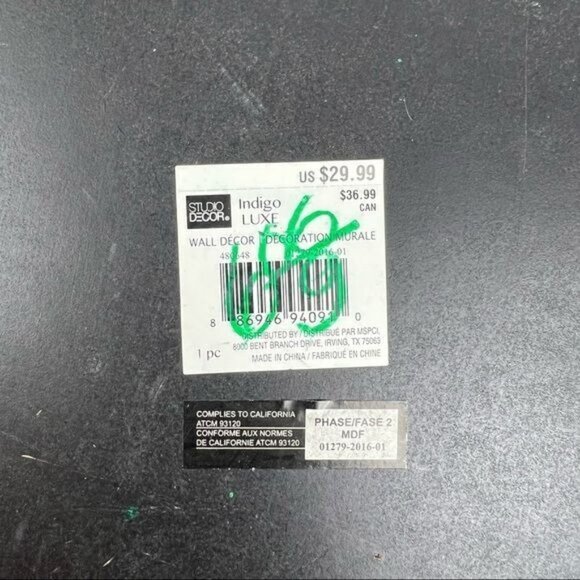 US $29.99
$36.99
CAN
STUDIO
DECOR®
Indigo
LUXE
WALL DÉCOR DÉCORATION MURALE
480648 -2016-01
8 86946 94091 0
DISTRIBUTED BY / DISTRIBUÉ PAR MSPCI,
8000 BENT BRANCH DRIVE, IRVING, TX 75063
1 pc
MADE IN CHINA / FABRIQUÉ EN CHINE
COMPLIES TO CALIFORNIA
ATCM 93120
CONFORME AUX NORMES
DE CALIFORNIE ATCM 93120
PHASE/FASE 2
MDF
01279-2016-01